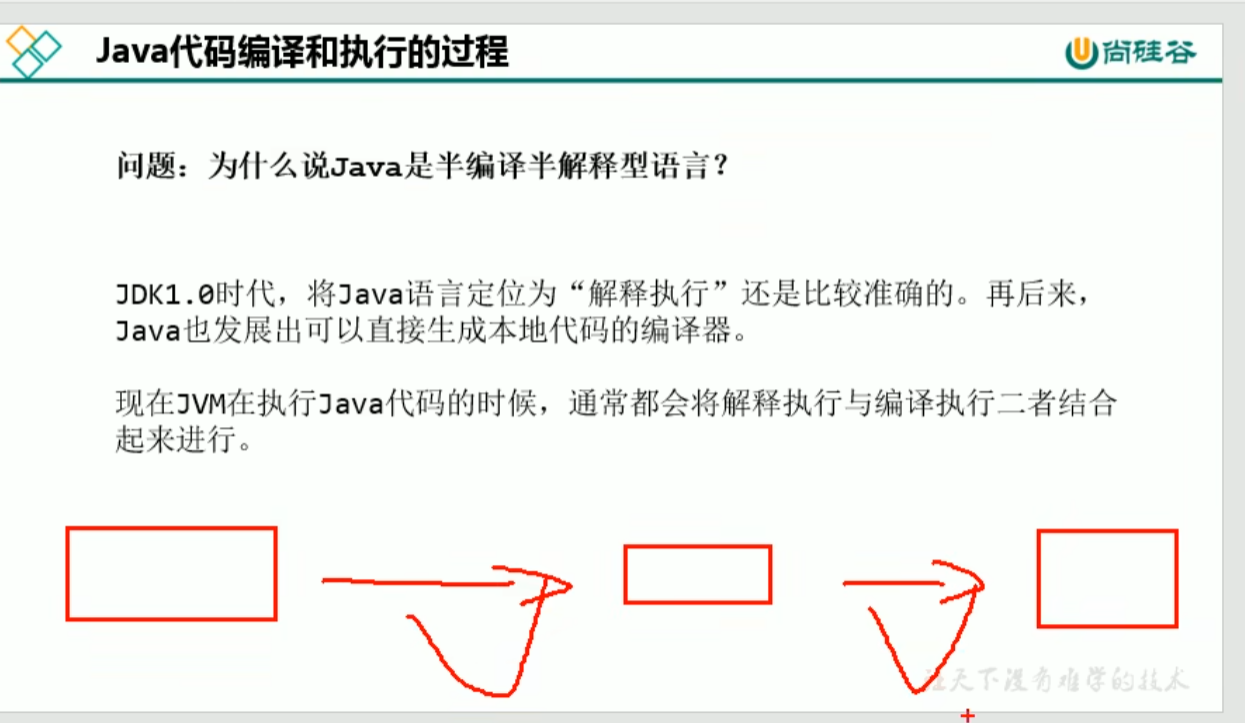 Java代码编译和执行的过程
尚硅谷
问题：为什么说Java是半编译半解释型语言？
JDK1.0时代，将Java语言定位为“解释执行”还是比较准确的。再后来，
Java也发展出可以直接生成本地代码的编译器。
现在JVM在执行Java代码的时候，通常都会将解释执行与编译执行二者结合
起来进行。
让天下没有难学的技术